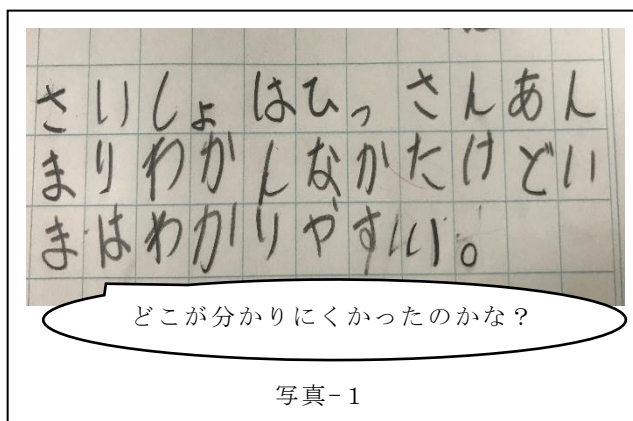 さいしょはひっさんあん
まりわかんなかたけどい
まはわかりやすい。
どこが分かりにくかったのかな？
写真-１